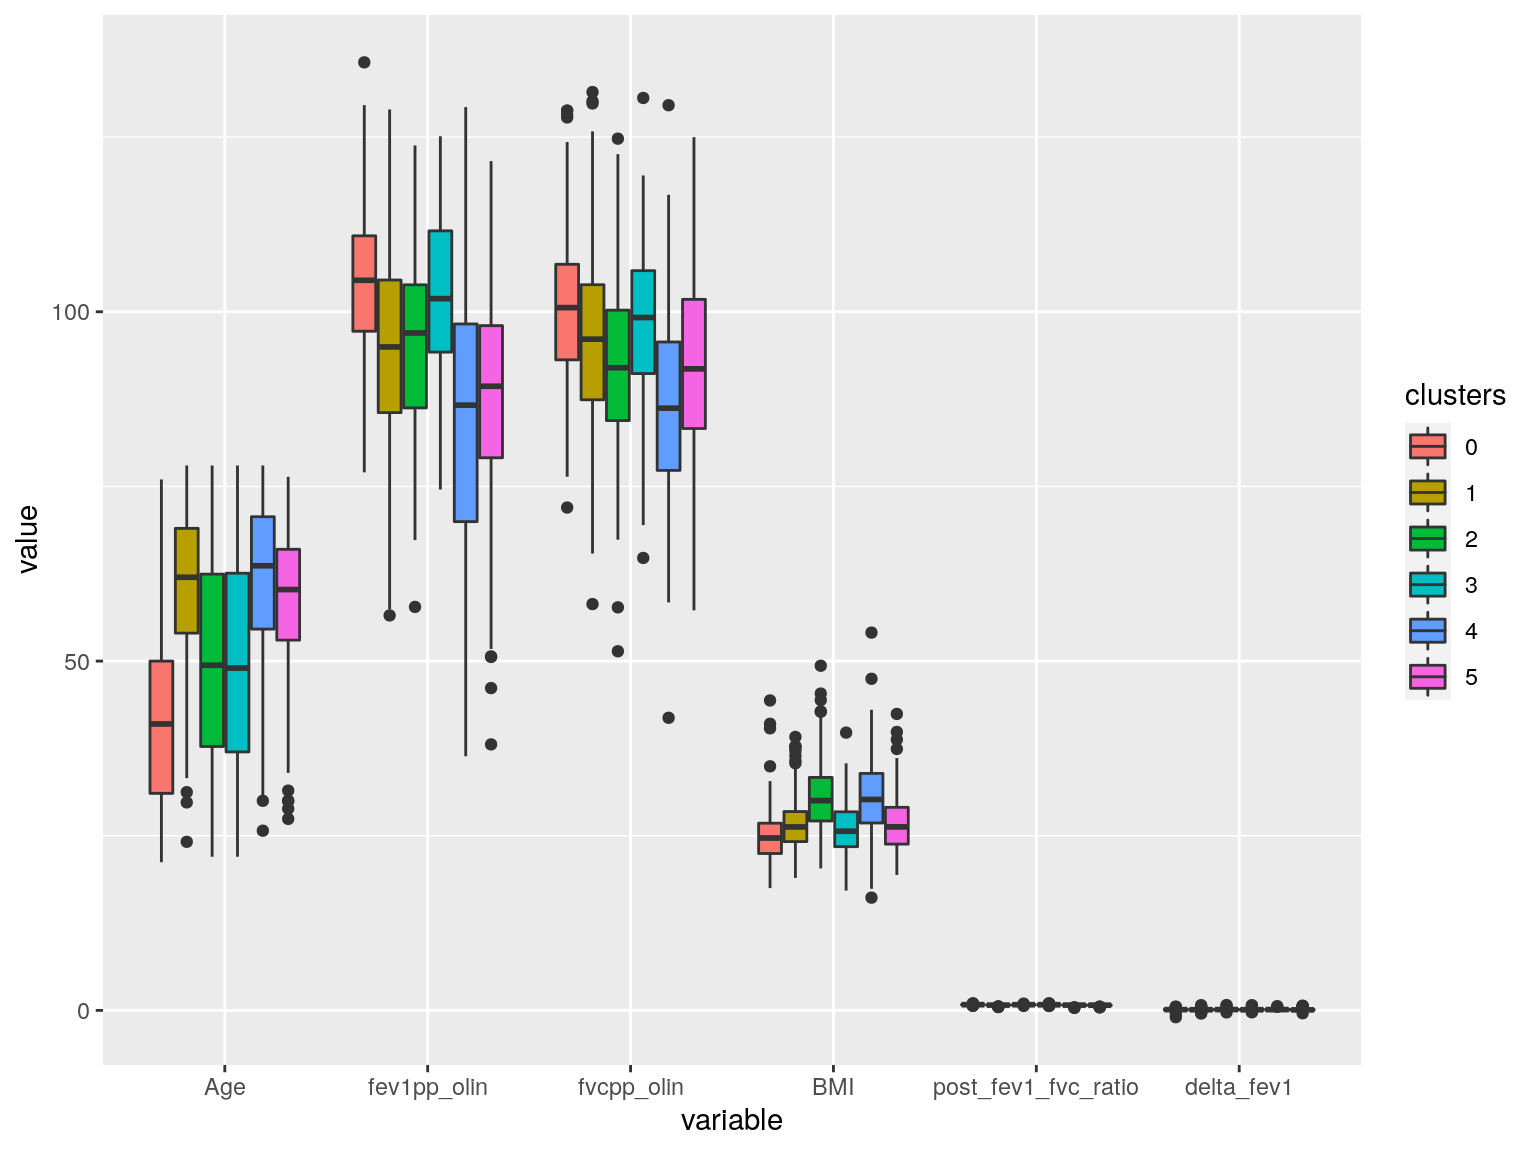 value
100
50
0
Age
fev1pp_olin
fvcpp_olin
BMI
post_fev1_fvc_ratio
delta_fev1
variable
clusters
0
1
2
3
4
5